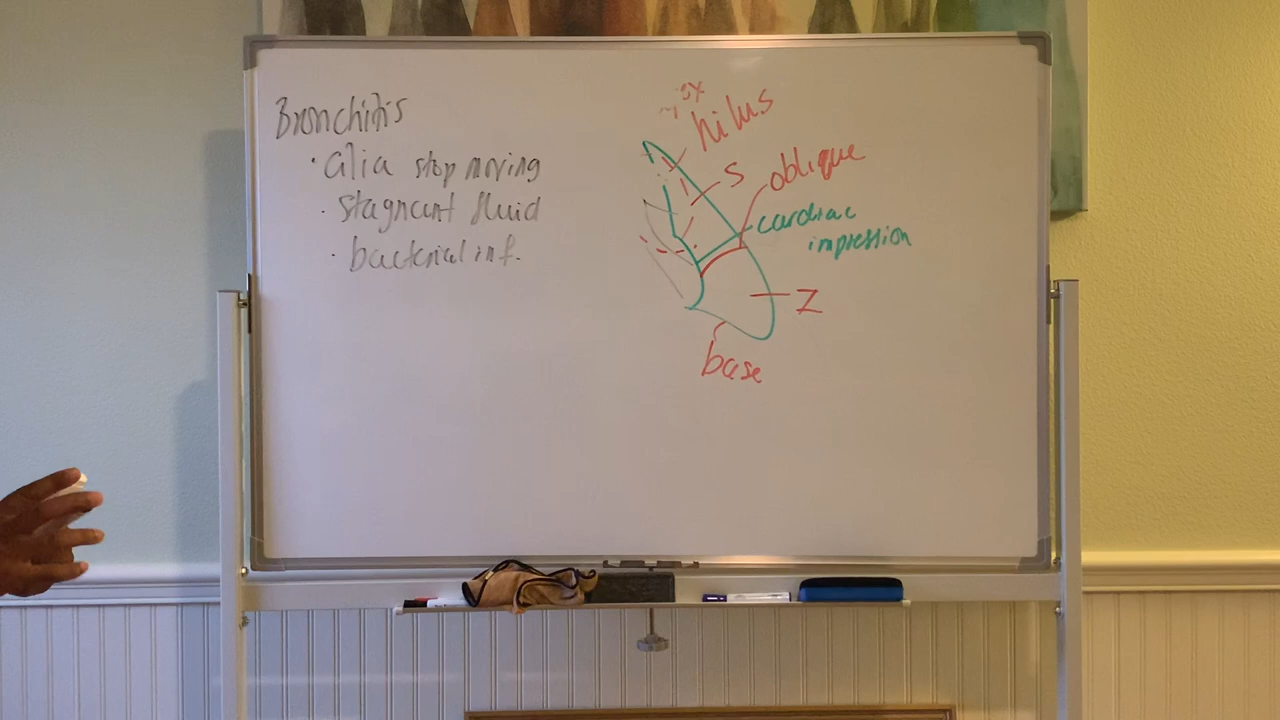 Bronchitis
· cilia stop moving
· stagnant fluid
· bacterial inf.
hilus
S
oblique
cardiac
impression
Z
base